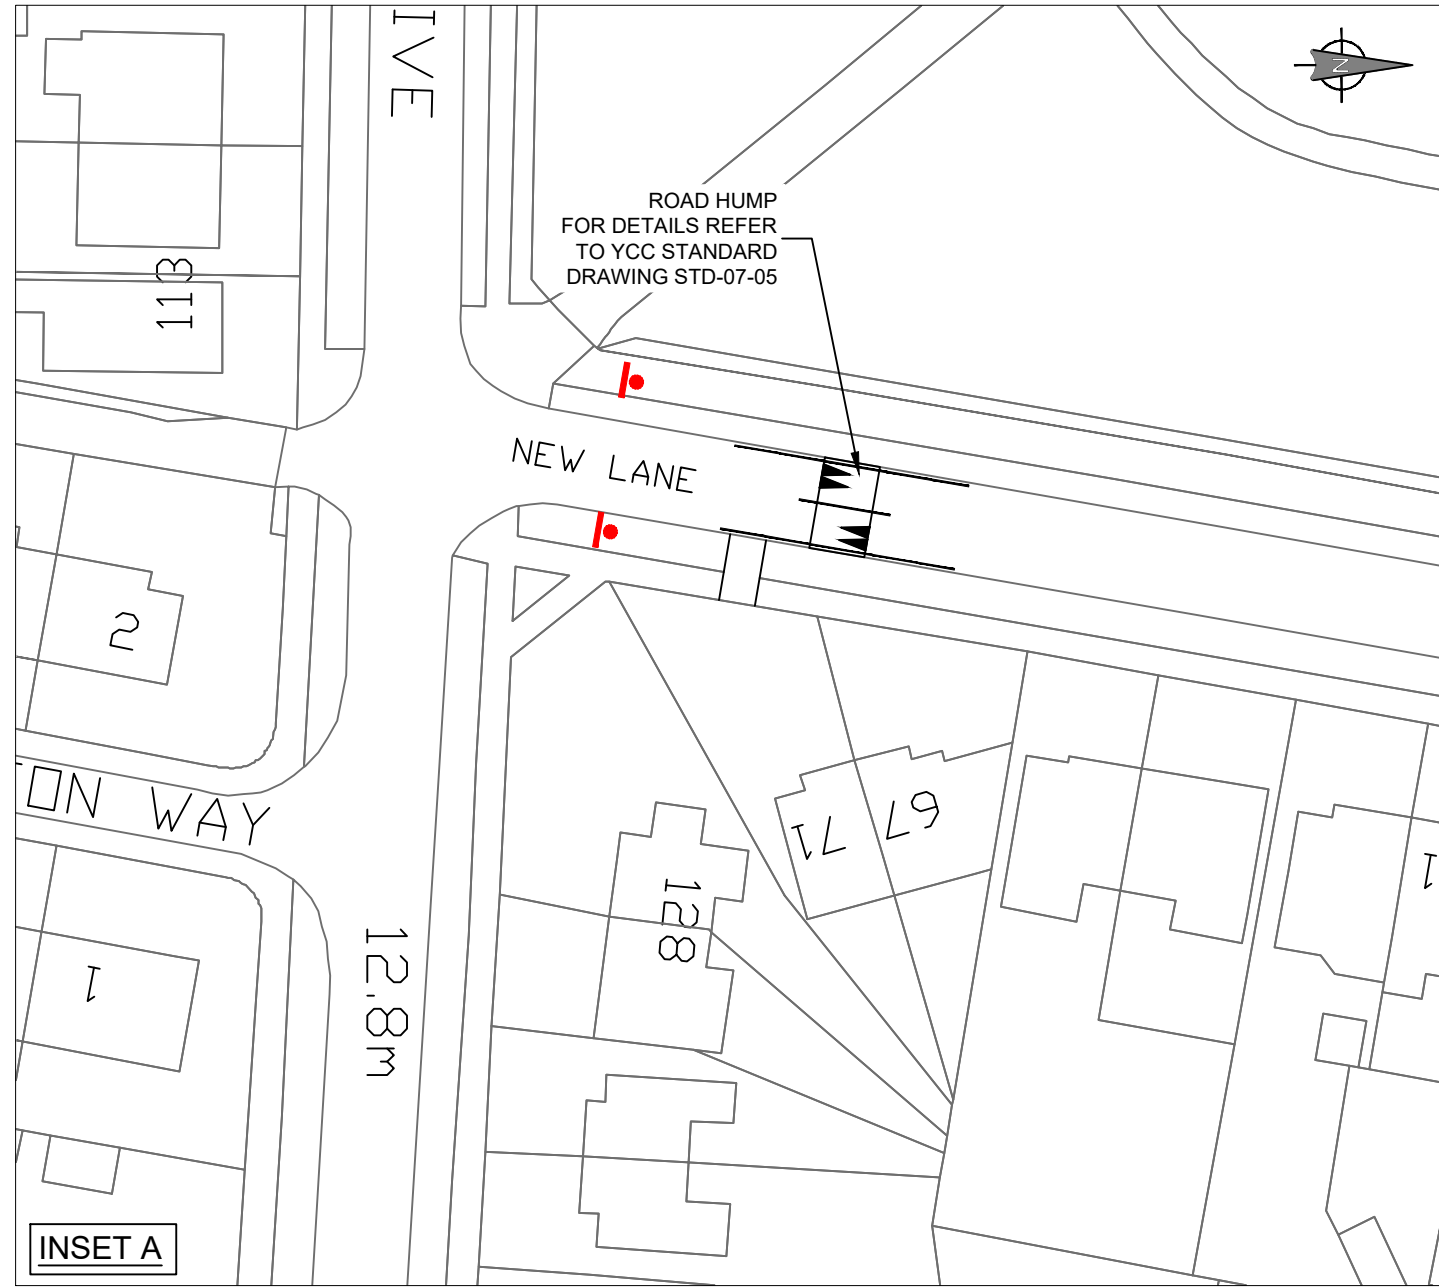 IVE
N
ROAD HUMP
FOR DETAILS REFER
TO YCC STANDARD
DRAWING STD-07-05
113
NEW LANE
2
TON WAY
71
67
1
128
1
12.8m
INSET A